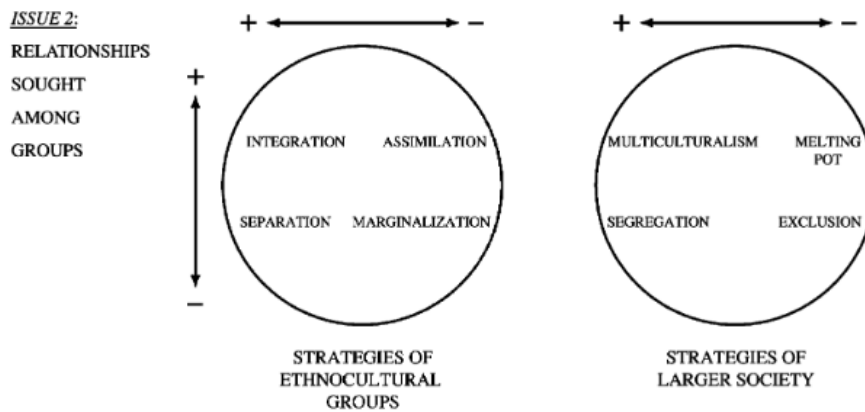 ISSUE 2:
RELATIONSHIPS
SOUGHT
AMONG
GROUPS
+ −
+
−
INTEGRATION ASSIMILATION
SEPARATION MARGINALIZATION
STRATEGIES OF
ETHNOCULTURAL
GROUPS
+ −
MULTICULTURALISM MELTING
POT
SEGREGATION EXCLUSION
STRATEGIES OF
LARGER SOCIETY